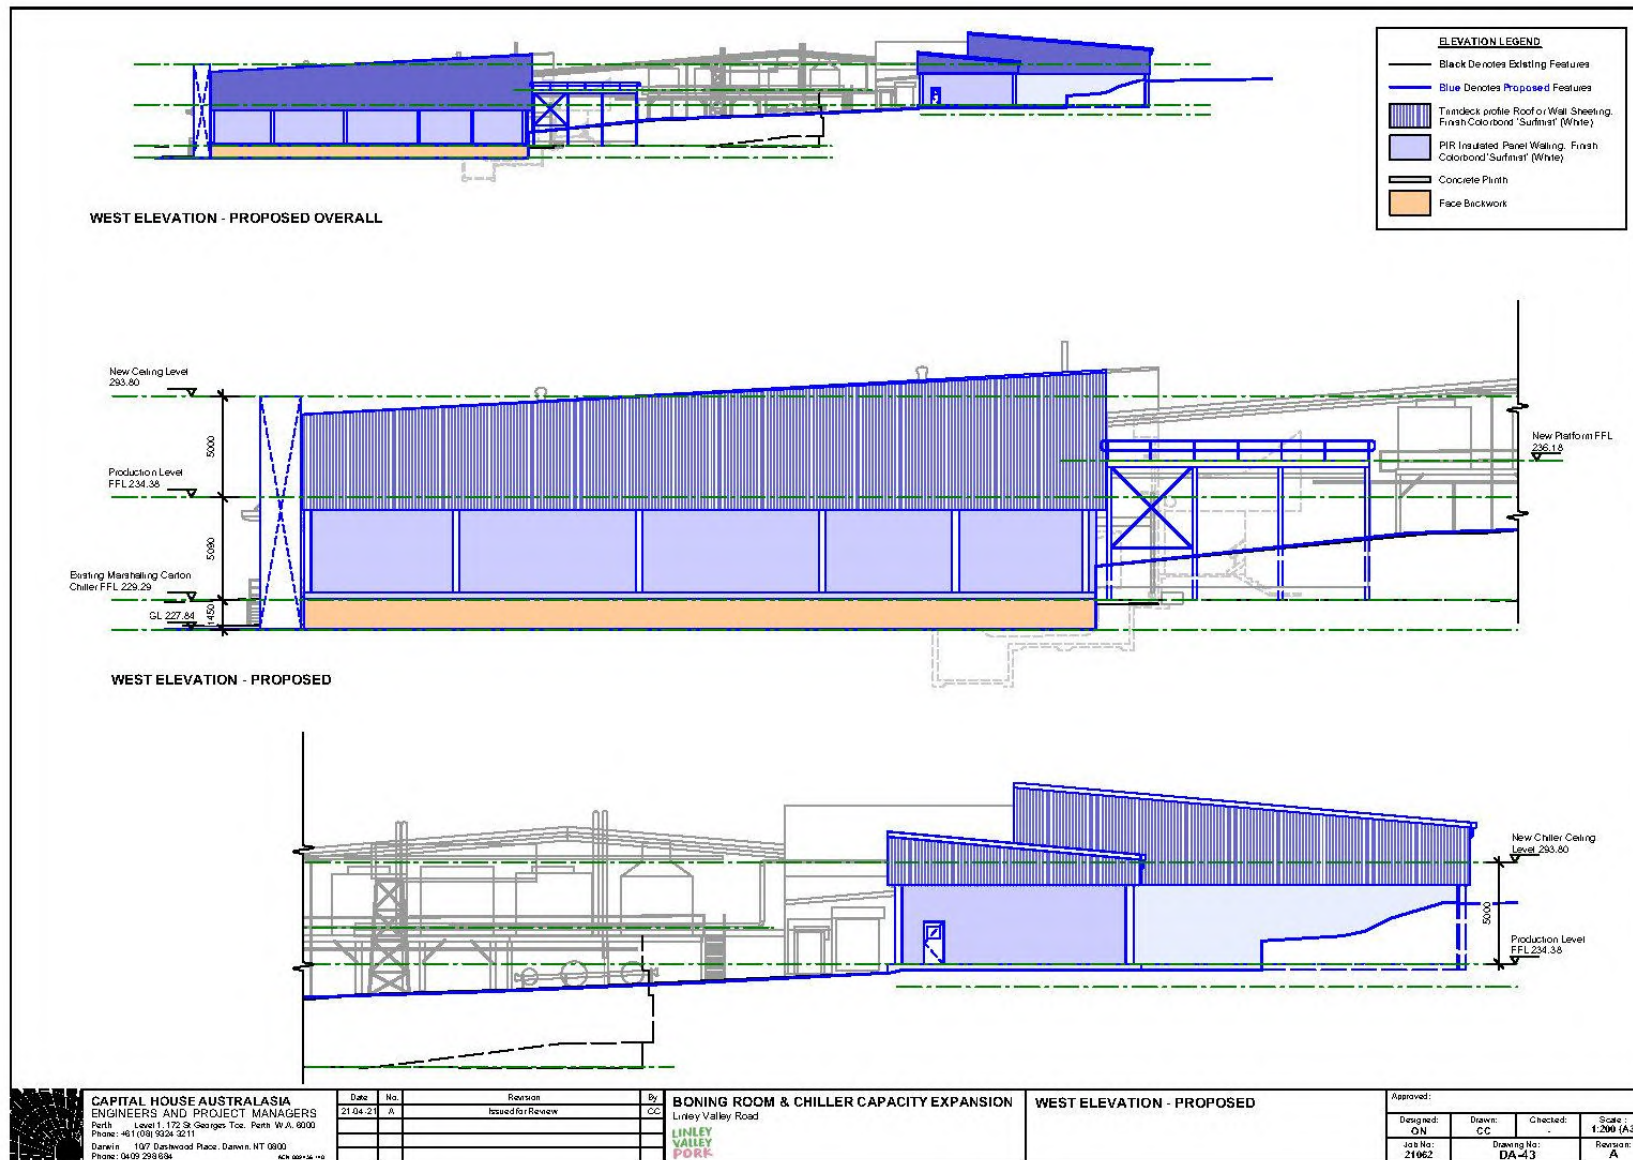 ELEVATION LEGEND
Black Denotes Existing Features
Blue Denotes Proposed Features
Trimdeck profile Roof or Wall Sheeting.
Finish Colorbond 'Surfmist' (White)
PIR Insulated Panel Walling. Finish
Colorbond 'Surfmist' (White)
Concrete Plinth
Face Brickwork
WEST ELEVATION - PROPOSED OVERALL
New Ceiling Level
293.80
5000
Production Level
FFL 234.38
5090
Existing Marshalling Carton
Chiller FFL 229.29
1450
GL 227.84
New Platform FFL
236.18
WEST ELEVATION - PROPOSED
New Chiller Ceiling
Level 293.80
5000
Production Level
FFL 234.38
CAPITAL HOUSE AUSTRALASIA
ENGINEERS AND PROJECT MANAGERS
Perth Level 1, 172 St Georges Tce. Perth W.A. 6000
Phone: +61 (08) 9324 3211
Darwin 10/7 Dashwood Place. Darwin. NT 0800
Phone: 0409 298 684
ACN
Date No. Revision By
21-04-21 A Issued for Review CC
BONING ROOM & CHILLER CAPACITY EXPANSION
Linley Valley Road
LINLEY
VALLEY
PORK
WEST ELEVATION - PROPOSED
Approved:
Designed: Drawn: Checked: Scale :
ON CC - 1:200 (A3
Job No: Drawing No: Revision:
21062 DA-43 A